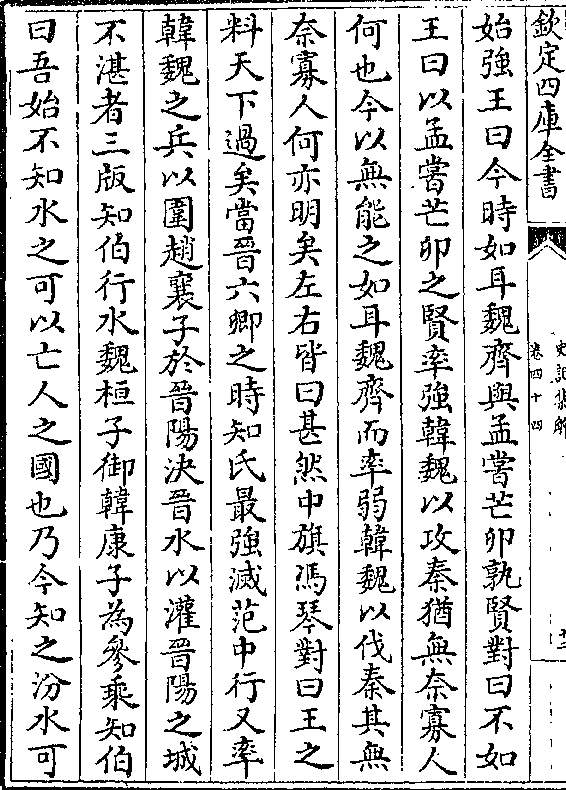 欽定四庫全書
史記集解
卷四十四
十三
始強王曰今時如耳魏齊與孟嘗芒卯孰賢對曰不如
王曰以孟嘗芒卯之賢率強韓魏以攻秦猶無奈寡人
何也今以無能之如耳魏齊而率弱韓魏以伐秦其無
奈寡人何亦明矣左右皆曰甚然中旗馮琴對曰王之
料天下過矣當晉六卿之時知氏最強滅范中行又率
韓魏之兵以圍趙襄子於晉陽決晉水以灌晉陽之城
不湛者三版知伯行水魏桓子御韓康子為參乘知伯
曰吾始不知水之可以亡人之國也乃今知之汾水可